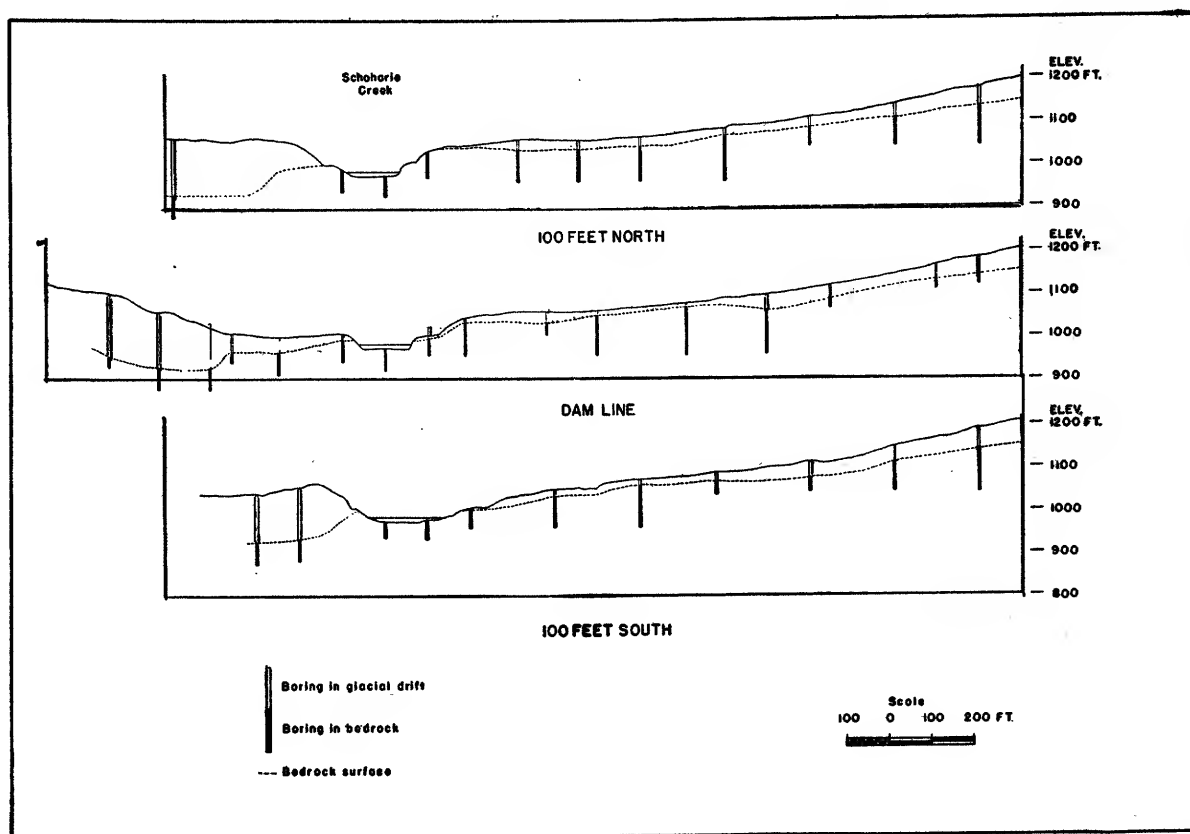 Schoharie
Creek
ELEV.
1200 FT.
1100
1000
900
100 FEET NORTH
ELEV.
1200 FT.
1100
1000
900
DAM LINE
ELEV.
1200 FT.
1100
1000
900
800
100 FEET SOUTH
Boring in glacial drift
Boring in bedrock
Bedrock surfase
Scale
100 0 100 200 FT.